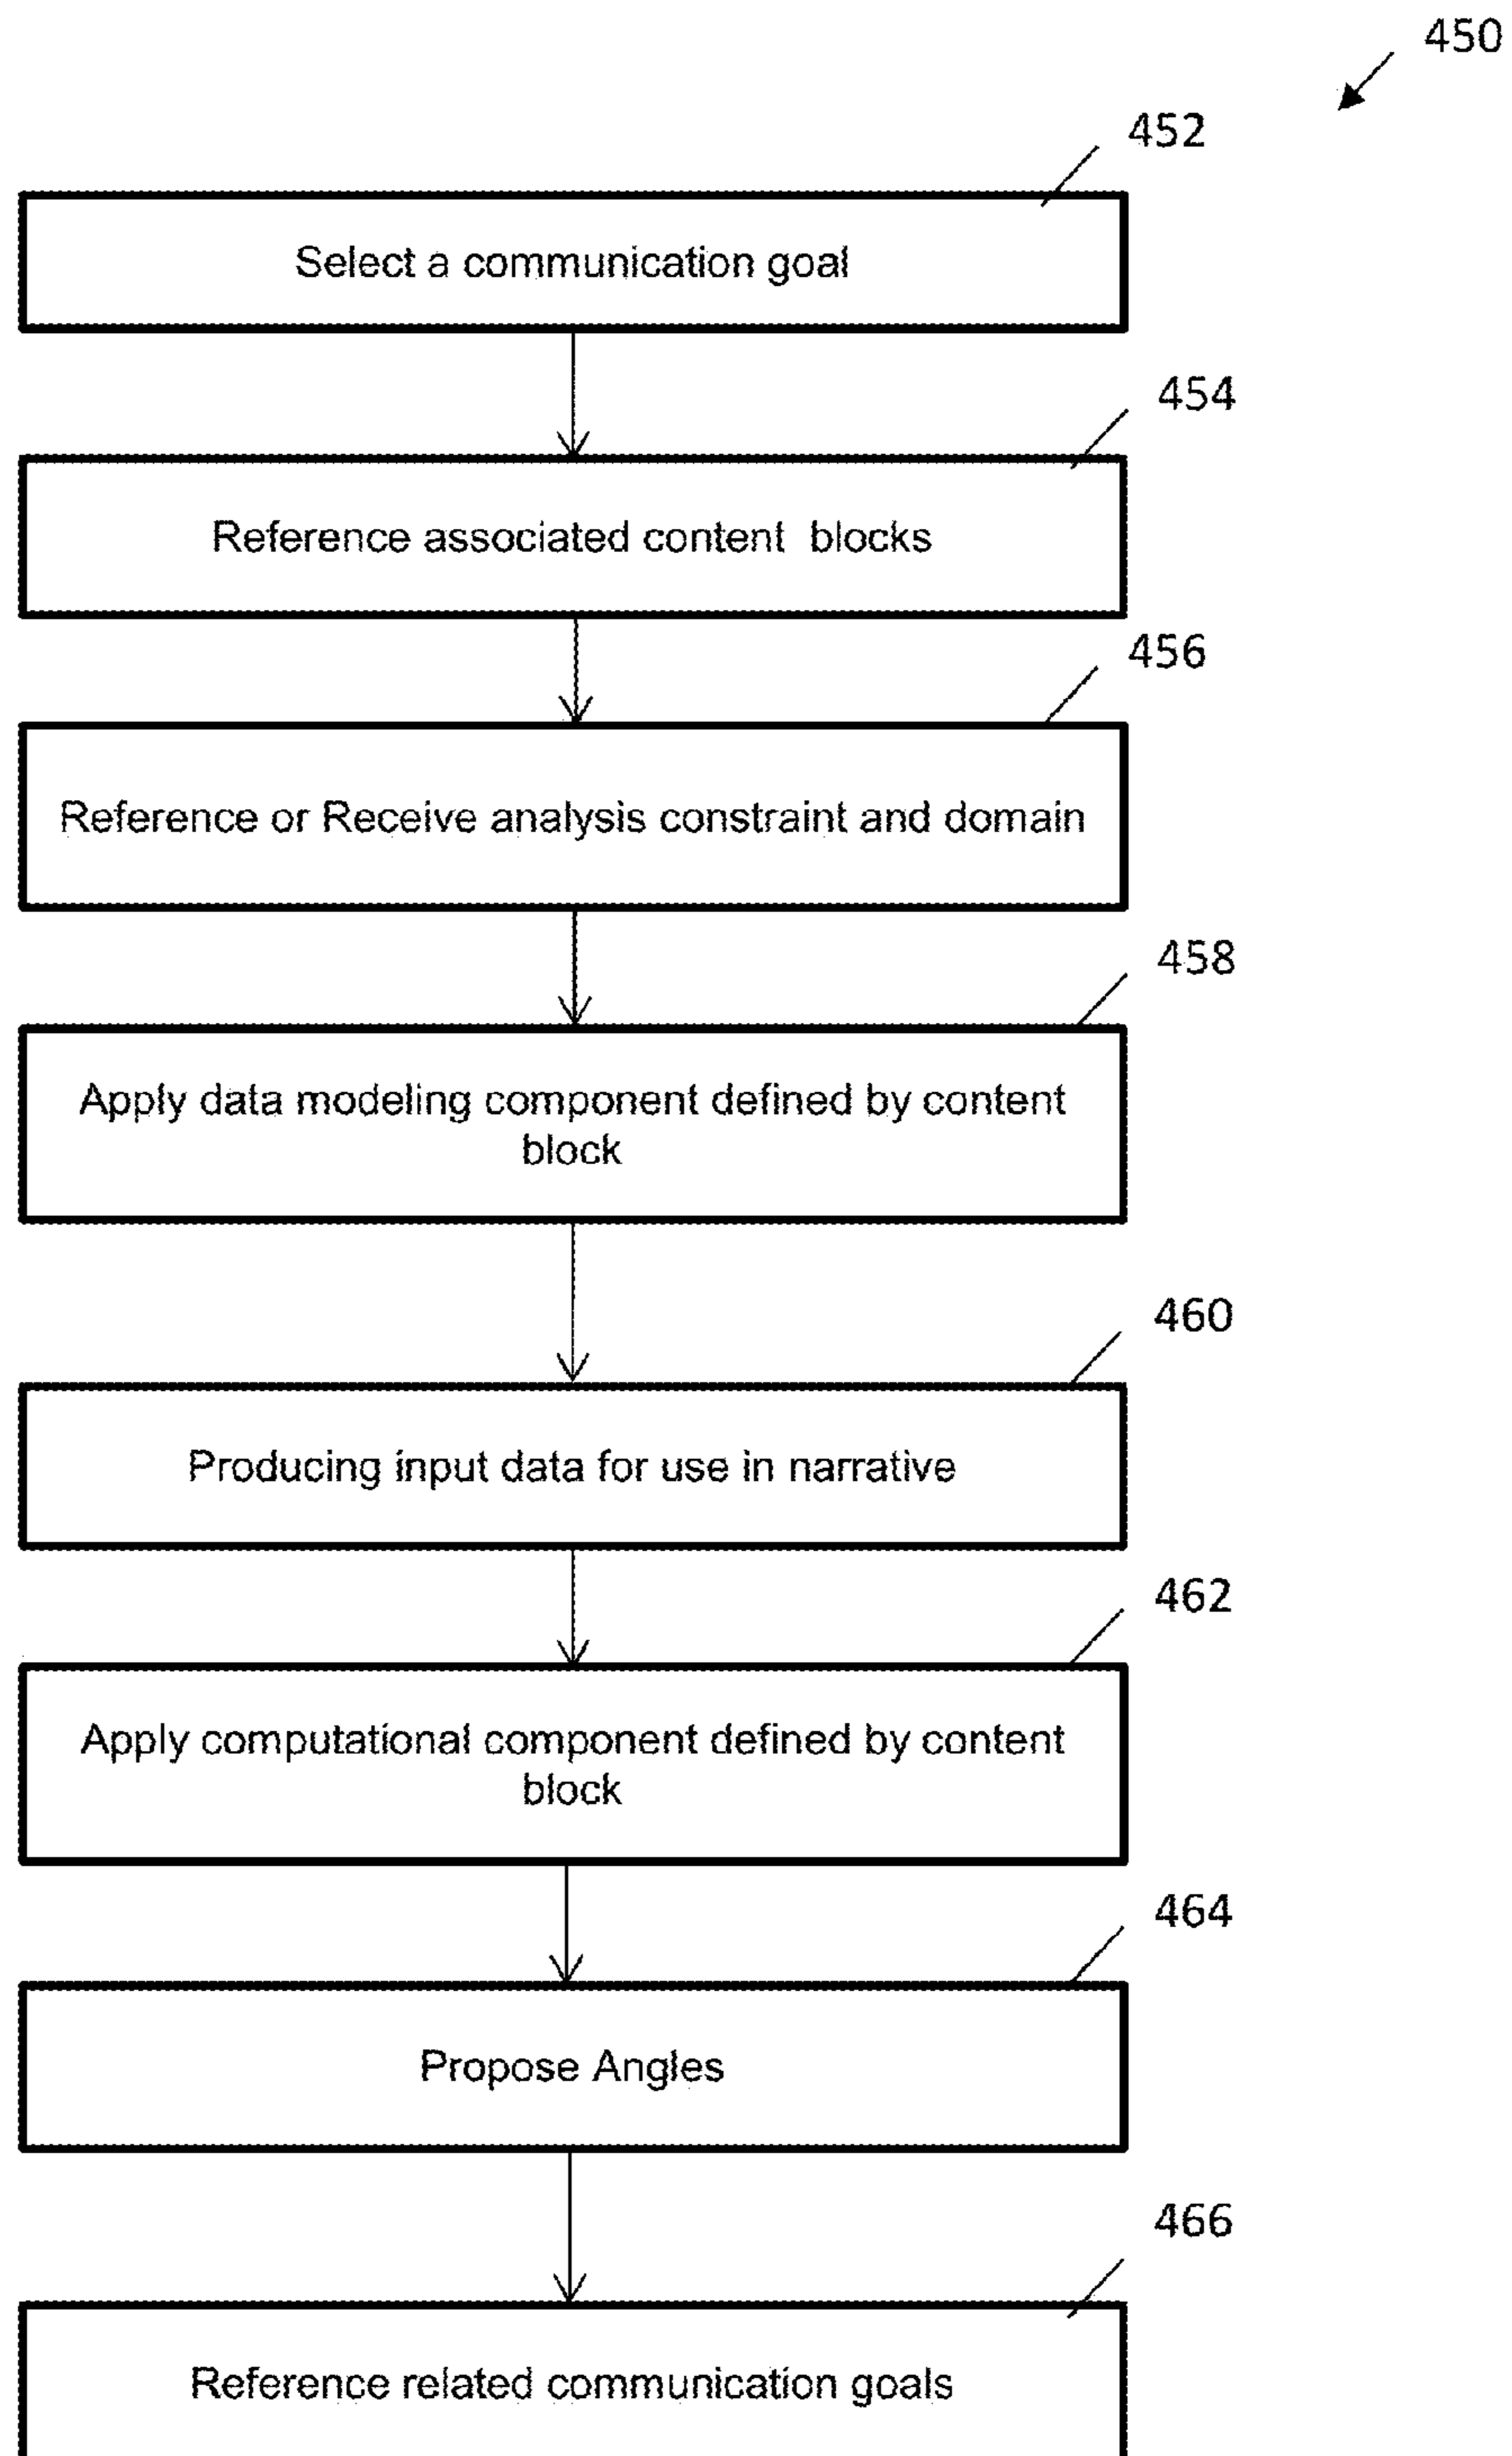 450
452
Select a communication goal
454
Reference associated content blocks
456
Reference or Receive analysis constraint and domain
458
Apply data modeling component defined by content
block
460
Producing input data for use in narrative
462
Apply computational component defined by content
block
464
Propose Angles
466
Reference related communication goals